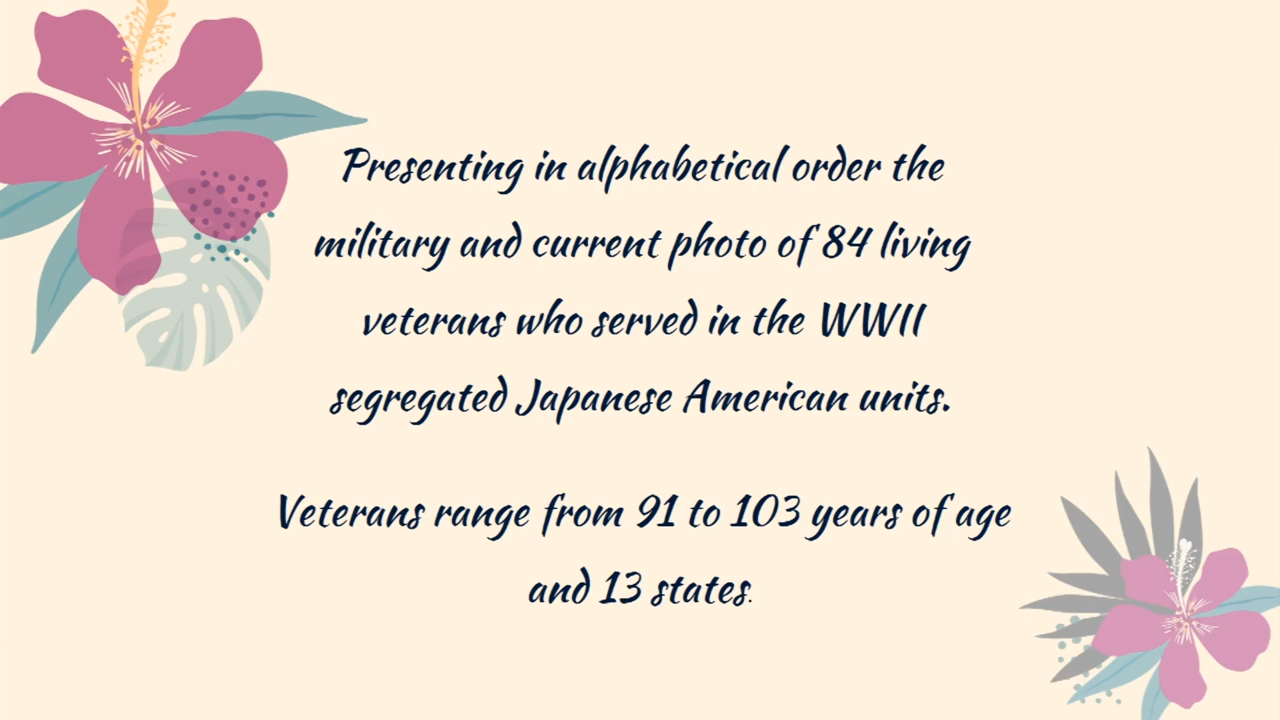 Presenting in alphabetical order the
military and current photo of 84 living
veterans who served in the WWII
segregated Japanese American units.
Veterans range from 91 to 103 years of age
and 13 states.